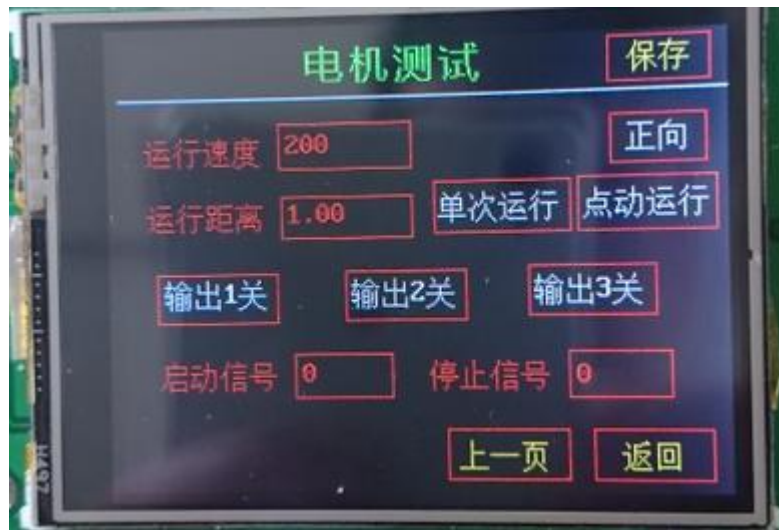 电机测试 保存
运行速度 200 正向
运行距离 1.00 单次运行 点动运行
输出1关 输出2关 输出3关
启动信号 0 停止信号 0
上一页 返回
H497